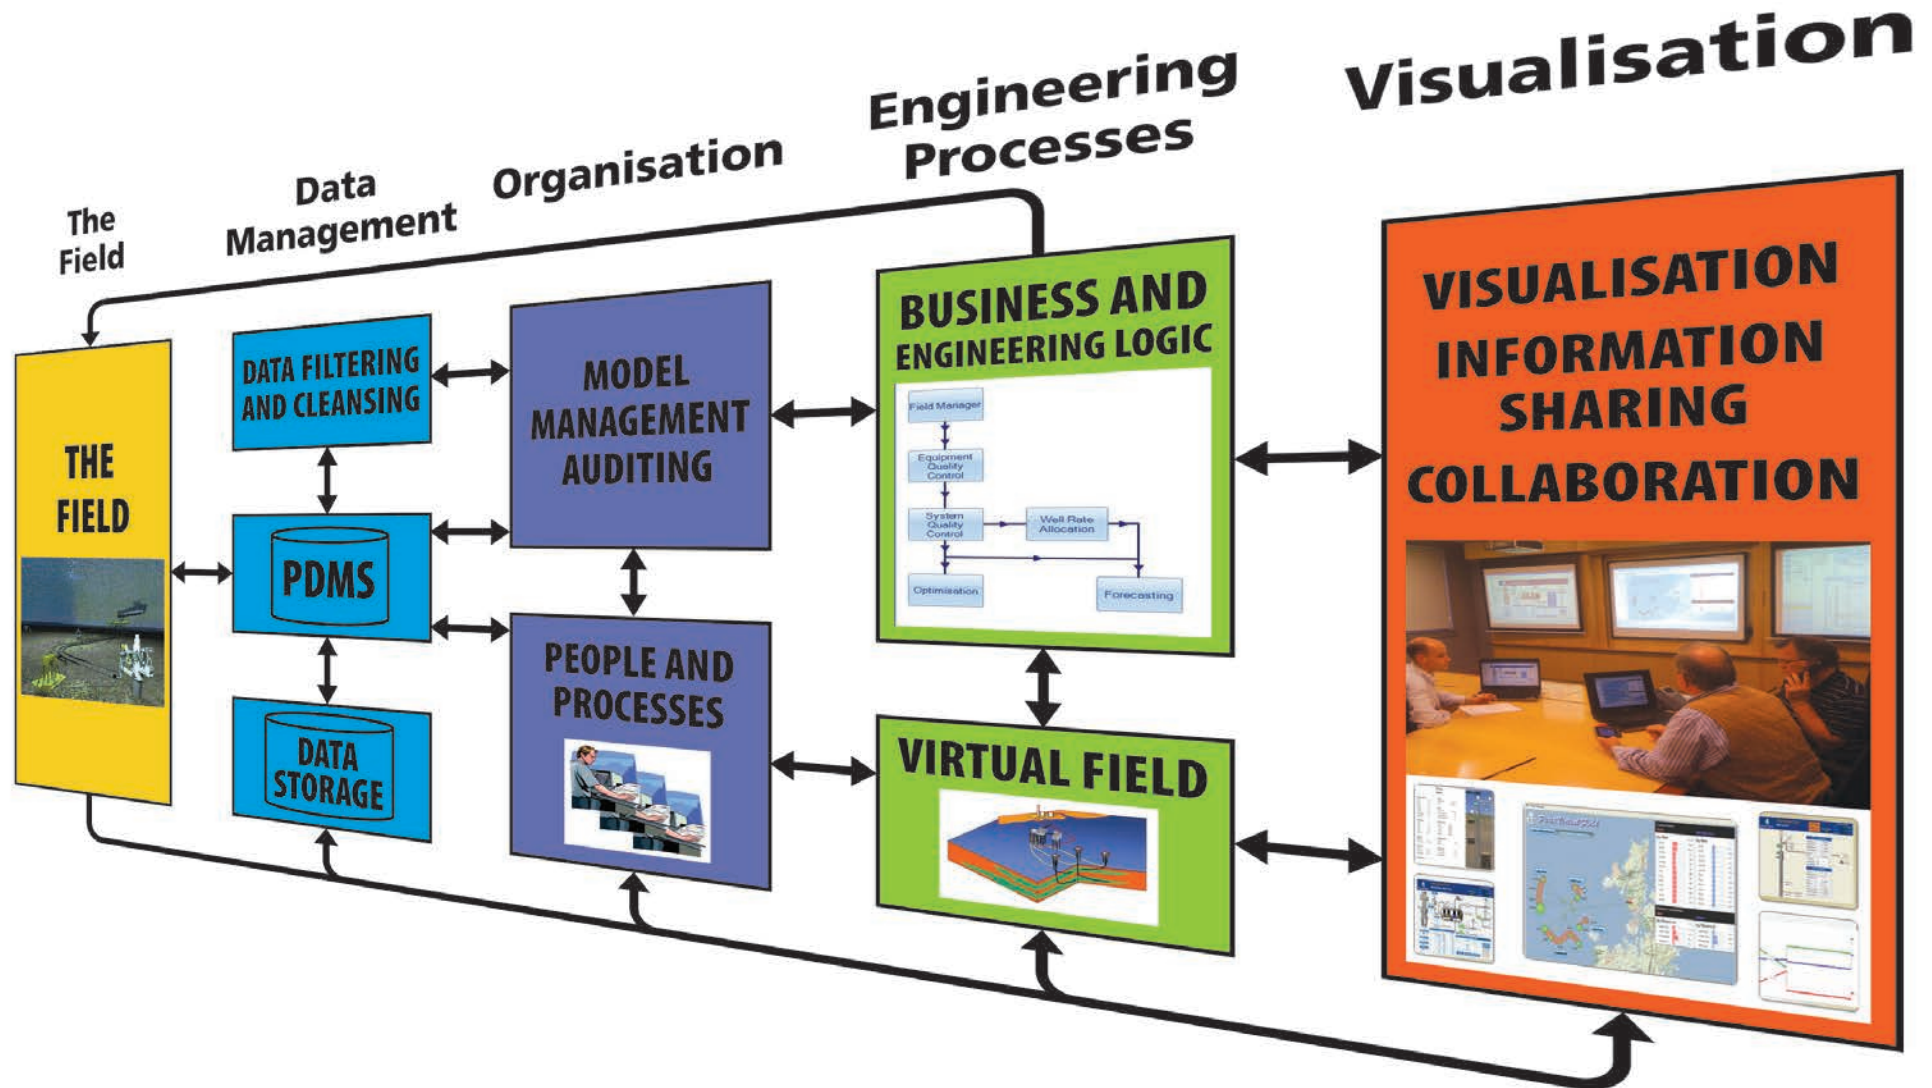 The
Field
Data
Management
Organisation
Engineering
Processes
Visualisation
THE
FIELD
DATA FILTERING
AND CLEANSING
PDMS
DATA
STORAGE
MODEL
MANAGEMENT
AUDITING
PEOPLE AND
PROCESSES
BUSINESS AND
ENGINEERING LOGIC
Field Manager
Equipment
Quality
Control
System
Quality
Control
Well Rate
Allocation
Optimisation
Forecasting
VIRTUAL FIELD
VISUALISATION
INFORMATION
SHARING
COLLABORATION